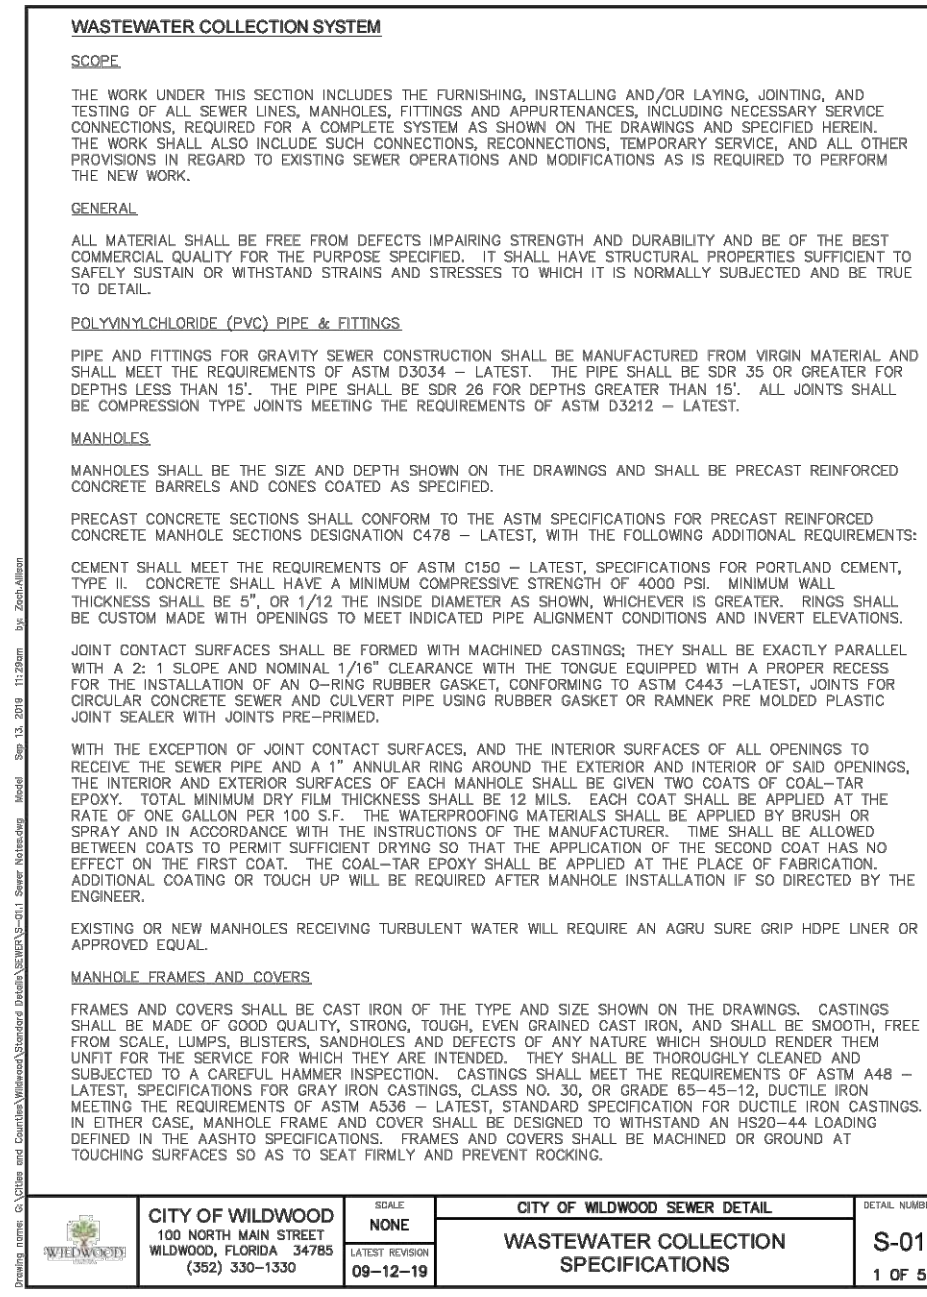 WASTEWATER COLLECTION SYSTEM
SCOPE
THE WORK UNDER THIS SECTION INCLUDES THE FURNISHING, INSTALLING AND/OR LAYING, JOINTING, AND
TESTING OF ALL SEWER LINES, MANHOLES, FITTINGS AND APPURTENANCES, INCLUDING NECESSARY SERVICE
CONNECTIONS, REQUIRED FOR A COMPLETE SYSTEM AS SHOWN ON THE DRAWINGS AND SPECIFIED HEREIN.
THE WORK SHALL ALSO INCLUDE SUCH CONNECTIONS, RECONNECTIONS, TEMPORARY SERVICE, AND ALL OTHER
PROVISIONS IN REGARD TO EXISTING SEWER OPERATIONS AND MODIFICATIONS AS IS REQUIRED TO PERFORM
THE NEW WORK.
GENERAL
ALL MATERIAL SHALL BE FREE FROM DEFECTS IMPAIRING STRENGTH AND DURABILITY AND BE OF THE BEST
COMMERCIAL QUALITY FOR THE PURPOSE SPECIFIED. IT SHALL HAVE STRUCTURAL PROPERTIES SUFFICIENT TO
SAFELY SUSTAIN OR WITHSTAND STRAINS AND STRESSES TO WHICH IT IS NORMALLY SUBJECTED AND BE TRUE
TO DETAIL.
POLYVINYLCHLORIDE (PVC) PIPE & FITTINGS
PIPE AND FITTINGS FOR GRAVITY SEWER CONSTRUCTION SHALL BE MANUFACTURED FROM VIRGIN MATERIAL AND
SHALL MEET THE REQUIREMENTS OF ASTM D3034 – LATEST. THE PIPE SHALL BE SDR 35 OR GREATER FOR
DEPTHS LESS THAN 15'. THE PIPE SHALL BE SDR 26 FOR DEPTHS GREATER THAN 15'. ALL JOINTS SHALL
BE COMPRESSION TYPE JOINTS MEETING THE REQUIREMENTS OF ASTM D3212 – LATEST.
MANHOLES
MANHOLES SHALL BE THE SIZE AND DEPTH SHOWN ON THE DRAWINGS AND SHALL BE PRECAST REINFORCED
CONCRETE BARRELS AND CONES COATED AS SPECIFIED.
PRECAST CONCRETE SECTIONS SHALL CONFORM TO THE ASTM SPECIFICATIONS FOR PRECAST REINFORCED
CONCRETE MANHOLE SECTIONS DESIGNATION C478 – LATEST, WITH THE FOLLOWING ADDITIONAL REQUIREMENTS:
CEMENT SHALL MEET THE REQUIREMENTS OF ASTM C150 – LATEST, SPECIFICATIONS FOR PORTLAND CEMENT,
TYPE II. CONCRETE SHALL HAVE A MINIMUM COMPRESSIVE STRENGTH OF 4000 PSI. MINIMUM WALL
THICKNESS SHALL BE 5", OR 1/12 THE INSIDE DIAMETER AS SHOWN, WHICHEVER IS GREATER. RINGS SHALL
BE CUSTOM MADE WITH OPENINGS TO MEET INDICATED PIPE ALIGNMENT CONDITIONS AND INVERT ELEVATIONS.
JOINT CONTACT SURFACES SHALL BE FORMED WITH MACHINED CASTINGS; THEY SHALL BE EXACTLY PARALLEL
WITH A 2: 1 SLOPE AND NOMINAL 1/16" CLEARANCE WITH THE TONGUE EQUIPPED WITH A PROPER RECESS
FOR THE INSTALLATION OF AN O–RING RUBBER GASKET, CONFORMING TO ASTM C443 –LATEST, JOINTS FOR
CIRCULAR CONCRETE SEWER AND CULVERT PIPE USING RUBBER GASKET OR RAMNEK PRE MOLDED PLASTIC
JOINT SEALER WITH JOINTS PRE–PRIMED.
WITH THE EXCEPTION OF JOINT CONTACT SURFACES, AND THE INTERIOR SURFACES OF ALL OPENINGS TO
RECEIVE THE SEWER PIPE AND A 1" ANNULAR RING AROUND THE EXTERIOR AND INTERIOR OF SAID OPENINGS,
THE INTERIOR AND EXTERIOR SURFACES OF EACH MANHOLE SHALL BE GIVEN TWO COATS OF COAL–TAR
EPOXY. TOTAL MINIMUM DRY FILM THICKNESS SHALL BE 12 MILS. EACH COAT SHALL BE APPLIED AT THE
RATE OF ONE GALLON PER 100 S.F. THE WATERPROOFING MATERIALS SHALL BE APPLIED BY BRUSH OR
SPRAY AND IN ACCORDANCE WITH THE INSTRUCTIONS OF THE MANUFACTURER. TIME SHALL BE ALLOWED
BETWEEN COATS TO PERMIT SUFFICIENT DRYING SO THAT THE APPLICATION OF THE SECOND COAT HAS NO
EFFECT ON THE FIRST COAT. THE COAL–TAR EPOXY SHALL BE APPLIED AT THE PLACE OF FABRICATION.
ADDITIONAL COATING OR TOUCH UP WILL BE REQUIRED AFTER MANHOLE INSTALLATION IF SO DIRECTED BY THE
ENGINEER.
EXISTING OR NEW MANHOLES RECEIVING TURBULENT WATER WILL REQUIRE AN AGRU SURE GRIP HDPE LINER OR
APPROVED EQUAL.
MANHOLE FRAMES AND COVERS
FRAMES AND COVERS SHALL BE CAST IRON OF THE TYPE AND SIZE SHOWN ON THE DRAWINGS. CASTINGS
SHALL BE MADE OF GOOD QUALITY, STRONG, TOUGH, EVEN GRAINED CAST IRON, AND SHALL BE SMOOTH, FREE
FROM SCALE, LUMPS, BLISTERS, SANDHOLES AND DEFECTS OF ANY NATURE WHICH SHOULD RENDER THEM
UNFIT FOR THE SERVICE FOR WHICH THEY ARE INTENDED. THEY SHALL BE THOROUGHLY CLEANED AND
SUBJECTED TO A CAREFUL HAMMER INSPECTION. CASTINGS SHALL MEET THE REQUIREMENTS OF ASTM A48 –
LATEST, SPECIFICATIONS FOR GRAY IRON CASTINGS, CLASS NO. 30, OR GRADE 65–45–12, DUCTILE IRON
MEETING THE REQUIREMENTS OF ASTM A536 – LATEST, STANDARD SPECIFICATION FOR DUCTILE IRON CASTINGS.
IN EITHER CASE, MANHOLE FRAME AND COVER SHALL BE DESIGNED TO WITHSTAND AN HS20–44 LOADING
DEFINED IN THE AASHTO SPECIFICATIONS. FRAMES AND COVERS SHALL BE MACHINED OR GROUND AT
TOUCHING SURFACES SO AS TO SEAT FIRMLY AND PREVENT ROCKING.
Drawing name: G:\Cities and Counties\Wildwood\Standard Details\SEWER\S-01.1 Sewer Notes.dwg Model Sep 13, 2019 11:29am by: Zach.Allison
WILDWOOD
CITY OF WILDWOOD
100 NORTH MAIN STREET
WILDWOOD, FLORIDA 34785
(352) 330–1330
SCALE
NONE
LATEST REVISION
09–12–19
CITY OF WILDWOOD SEWER DETAIL
WASTEWATER COLLECTION
SPECIFICATIONS
DETAIL NUMBE
S-01
1 OF 5